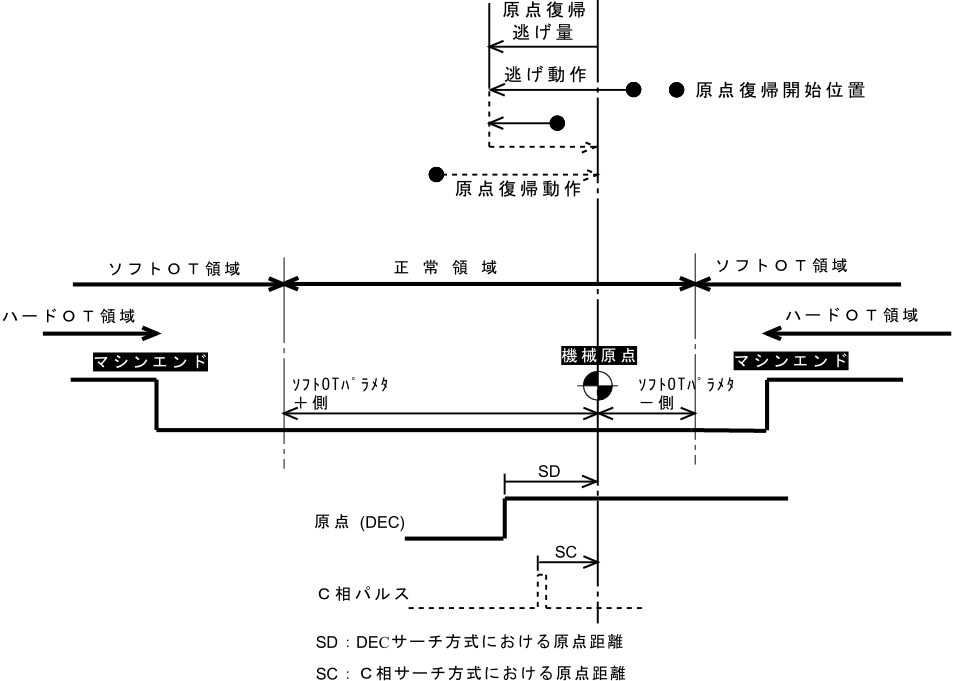 原点復帰
逃げ量
逃げ動作
原点復帰開始位置
原点復帰動作
ソフトOT領域
正常領域
ソフトOT領域
ハードOT領域
ハードOT領域
マシンエンド
機械原点
マシンエンド
ソフトOTパラメタ
＋側
ソフトOTパラメタ
－側
SD
原点 (DEC)
SC
C相パルス
SD：DECサーチ方式における原点距離
SC：C相サーチ方式における原点距離